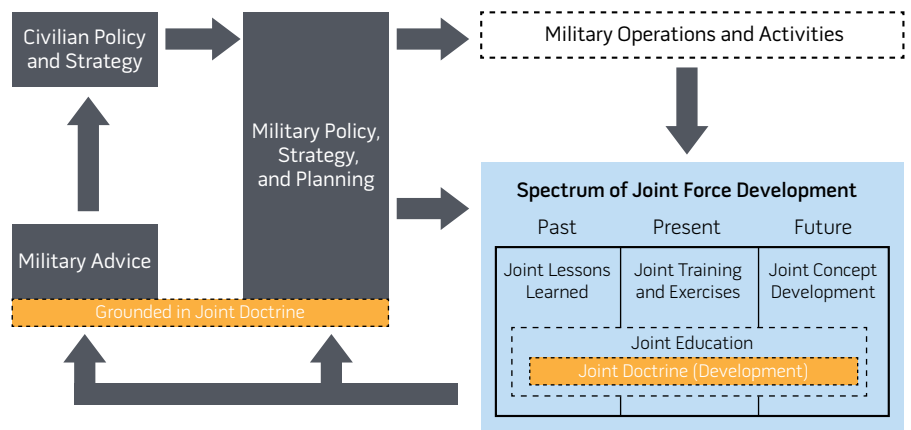 Civilian Policy
and Strategy
Military Policy,
Strategy,
and Planning
Military Advice
Grounded in Joint Doctrine
Military Operations and Activities
Spectrum of Joint Force Development
Past
Present
Future
Joint Lessons
Learned
Joint Training
and Exercises
Joint Concept
Development
Joint Education
Joint Doctrine (Development)